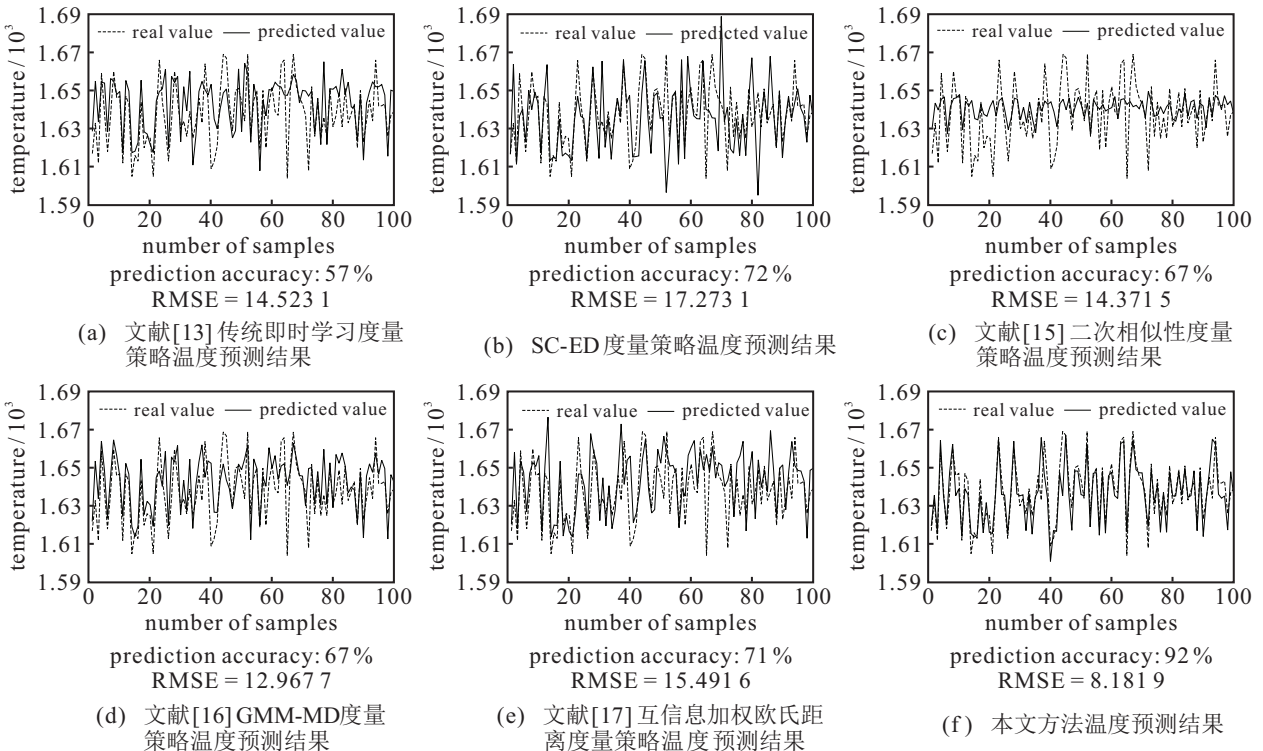 1.69
1.67
1.65
1.63
1.61
1.59
temperature / 10³
real value predicted value
0 20 40 60 80 100
number of samples
prediction accuracy: 57 %
RMSE = 14.523 1
(a) 文献[13] 传统即时学习度量
策略温度预测结果
1.69
1.67
1.65
1.63
1.61
1.59
temperature / 10³
real value predicted value
0 20 40 60 80 100
number of samples
prediction accuracy: 72 %
RMSE = 17.273 1
(b) SC-ED 度量策略温度预测结果
1.69
1.67
1.65
1.63
1.61
1.59
temperature / 10³
real value predicted value
0 20 40 60 80 100
number of samples
prediction accuracy: 67 %
RMSE = 14.371 5
(c) 文献[15] 二次相似性度量
策略温度预测结果
1.69
1.67
1.65
1.63
1.61
1.59
temperature / 10³
real value predicted value
0 20 40 60 80 100
number of samples
prediction accuracy: 67 %
RMSE = 12.967 7
(d) 文献[16] GMM-MD度量
策略温度预测结果
1.69
1.67
1.65
1.63
1.61
1.59
temperature / 10³
real value predicted value
0 20 40 60 80 100
number of samples
prediction accuracy: 71 %
RMSE = 15.491 6
(e) 文献[17] 互信息加权欧氏距
离度量策略温度预测结果
1.69
1.67
1.65
1.63
1.61
1.59
temperature / 10³
real value predicted value
0 20 40 60 80 100
number of samples
prediction accuracy: 92 %
RMSE = 8.181 9
(f) 本文方法温度预测结果